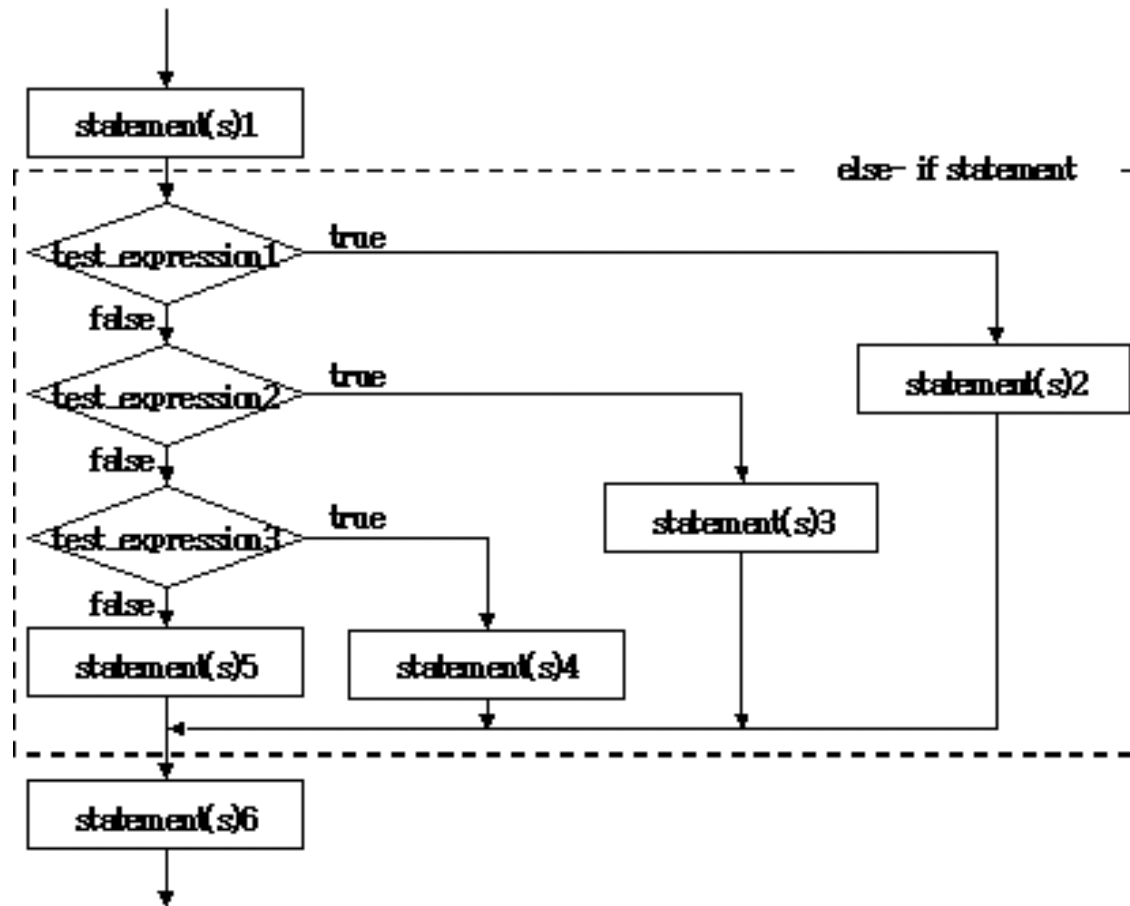 statement(s)1
else- if statement
test_expression1
true
false
statement(s)2
test_expression2
true
false
statement(s)3
test_expression3
true
false
statement(s)5
statement(s)4
statement(s)6